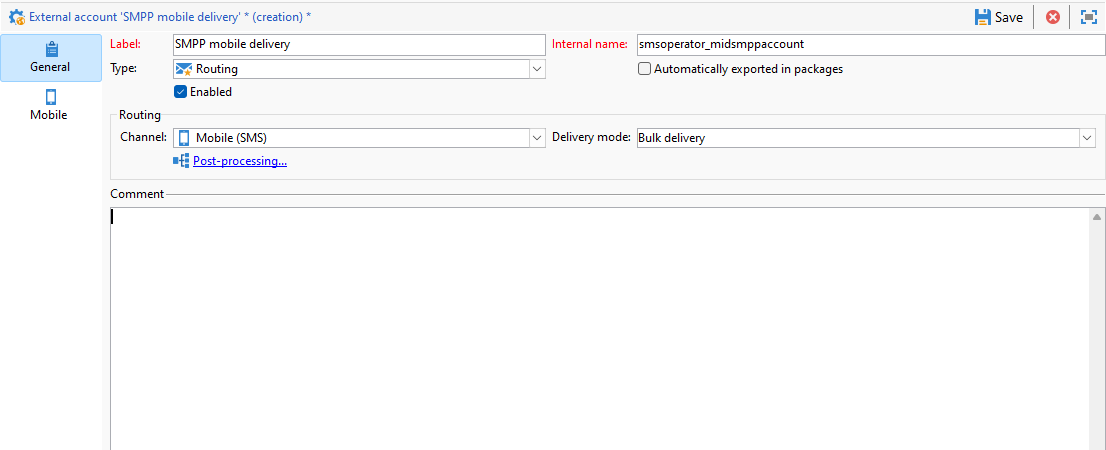 External account 'SMPP mobile delivery' * (creation) *
Save
General
Mobile
Label: SMPP mobile delivery Internal name: smsoperator_midsmppaccount
Type: Routing Automatically exported in packages
Enabled
Routing
Channel: Mobile (SMS) Delivery mode: Bulk delivery
Post-processing...
Comment